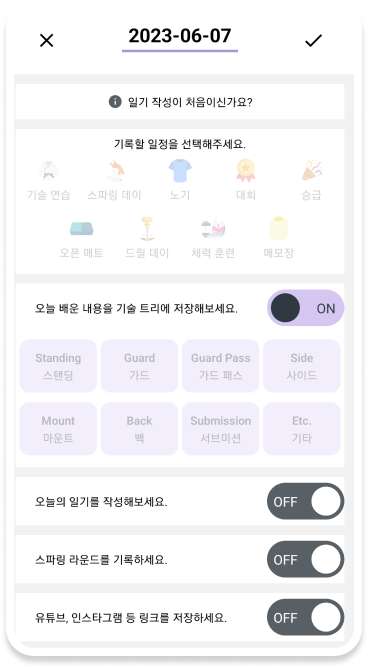 2023-06-07
일기 작성이 처음이신가요?
기록할 일정을 선택해주세요.
기술 연습 스파링 데이 노기 대회 승급
오픈 매트 드릴 데이 체력 훈련 메모장
오늘 배운 내용을 기술 트리에 저장해보세요. ON
Standing Guard Guard Pass Side
스탠딩 가드 가드 패스 사이드
Mount Back Submission Etc.
마운트 백 서브미션 기타
오늘의 일기를 작성해보세요. OFF
스파링 라운드를 기록하세요. OFF
유튜브, 인스타그램 등 링크를 저장하세요. OFF